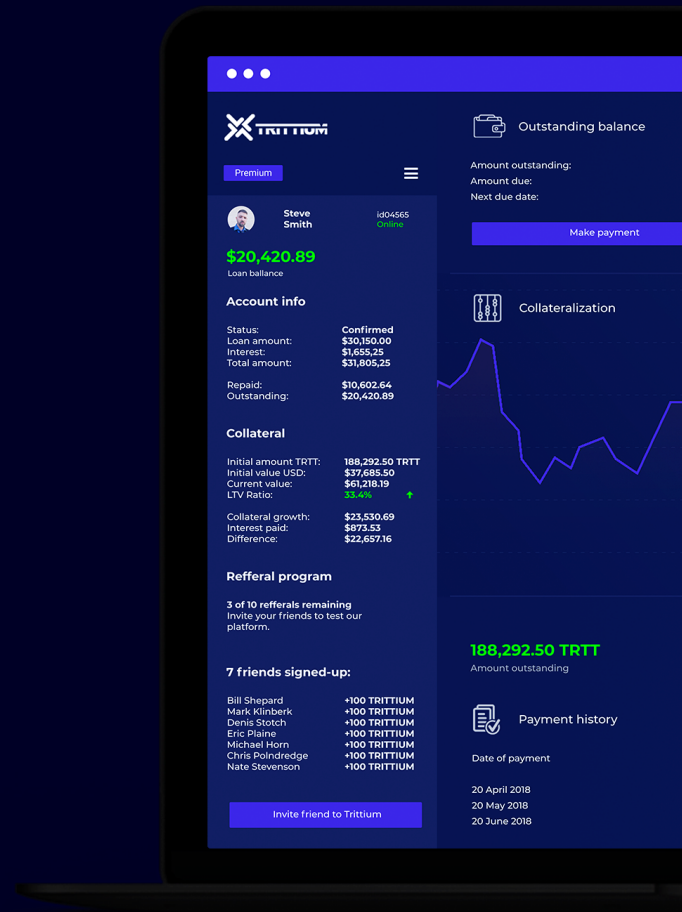 TRITTIUM
Premium
Steve
Smith
id04565
Online
$20,420.89
Loan ballance
Account info
Status: Confirmed
Loan amount: $30,150.00
Interest: $1,655,25
Total amount: $31,805,25
Repaid: $10,602.64
Outstanding: $20,420.89
Collateral
Initial amount TRTT: 188,292.50 TRTT
Initial value USD: $37,685.50
Current value: $61,218.19
LTV Ratio: 33.4%
Collateral growth: $23,530.69
Interest paid: $873.53
Difference: $22,657.16
Refferal program
3 of 10 refferals remaining
Invite your friends to test our
platform.
7 friends signed-up:
Bill Shepard +100 TRITTIUM
Mark Klinberk +100 TRITTIUM
Denis Stotch +100 TRITTIUM
Eric Plaine +100 TRITTIUM
Michael Horn +100 TRITTIUM
Chris Polndredge +100 TRITTIUM
Nate Stevenson +100 TRITTIUM
Invite friend to Trittium
Outstanding balance
Amount outstanding:
Amount due:
Next due date:
Make payment
Collateralization
188,292.50 TRTT
Amount outstanding
Payment history
Date of payment
20 April 2018
20 May 2018
20 June 2018